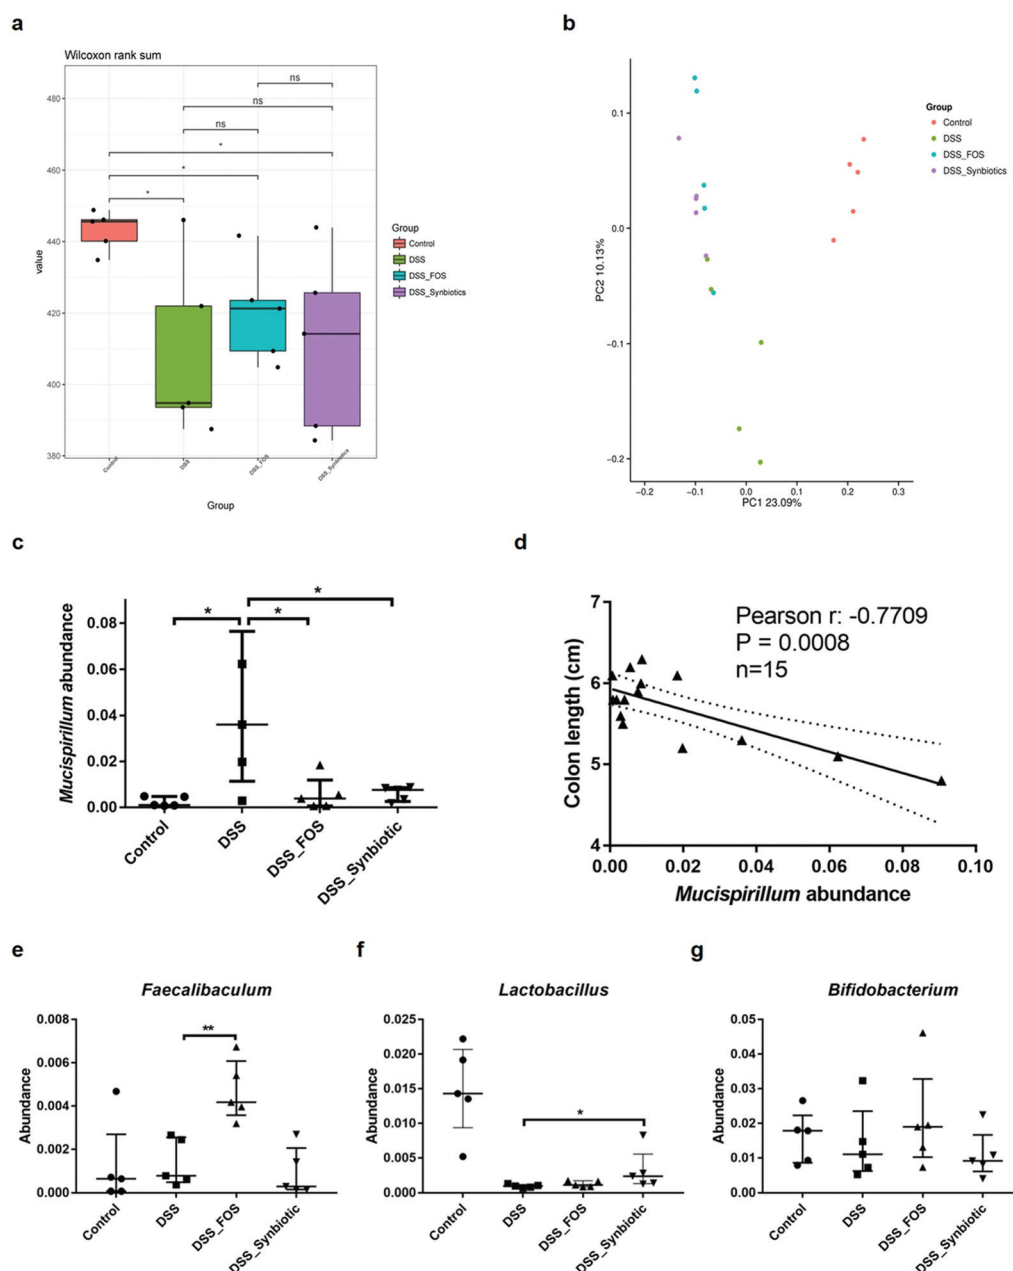 a
Wilcoxon rank sum
480
460
440
420
400
380
value
ns
ns
ns
*
*
*
Control
DSS
DSS_FOS
DSS_Synbiotics
Group
Group
Control
DSS
DSS_FOS
DSS_Synbiotics
b
0.1
0.0
−0.1
−0.2
PC2 10.13%
−0.2 −0.1 0.0 0.1 0.2 0.3
PC1 23.09%
Group
Control
DSS
DSS_FOS
DSS_Synbiotics
c
Mucispirillum abundance
0.08
0.06
0.04
0.02
0.00
* * *
Control
DSS
DSS_FOS
DSS_Synbiotic
d
Colon length (cm)
7
6
5
4
Pearson r: -0.7709
P = 0.0008
n=15
0.00 0.02 0.04 0.06 0.08 0.10
Mucispirillum abundance
e
Faecalibaculum
Abundance
0.008
0.006
0.004
0.002
0.000
**
Control
DSS
DSS_FOS
DSS_Synbiotic
f
Lactobacillus
Abundance
0.025
0.020
0.015
0.010
0.005
0.000
*
Control
DSS
DSS_FOS
DSS_Synbiotic
g
Bifidobacterium
Abundance
0.05
0.04
0.03
0.02
0.01
0.00
Control
DSS
DSS_FOS
DSS_Synbiotic